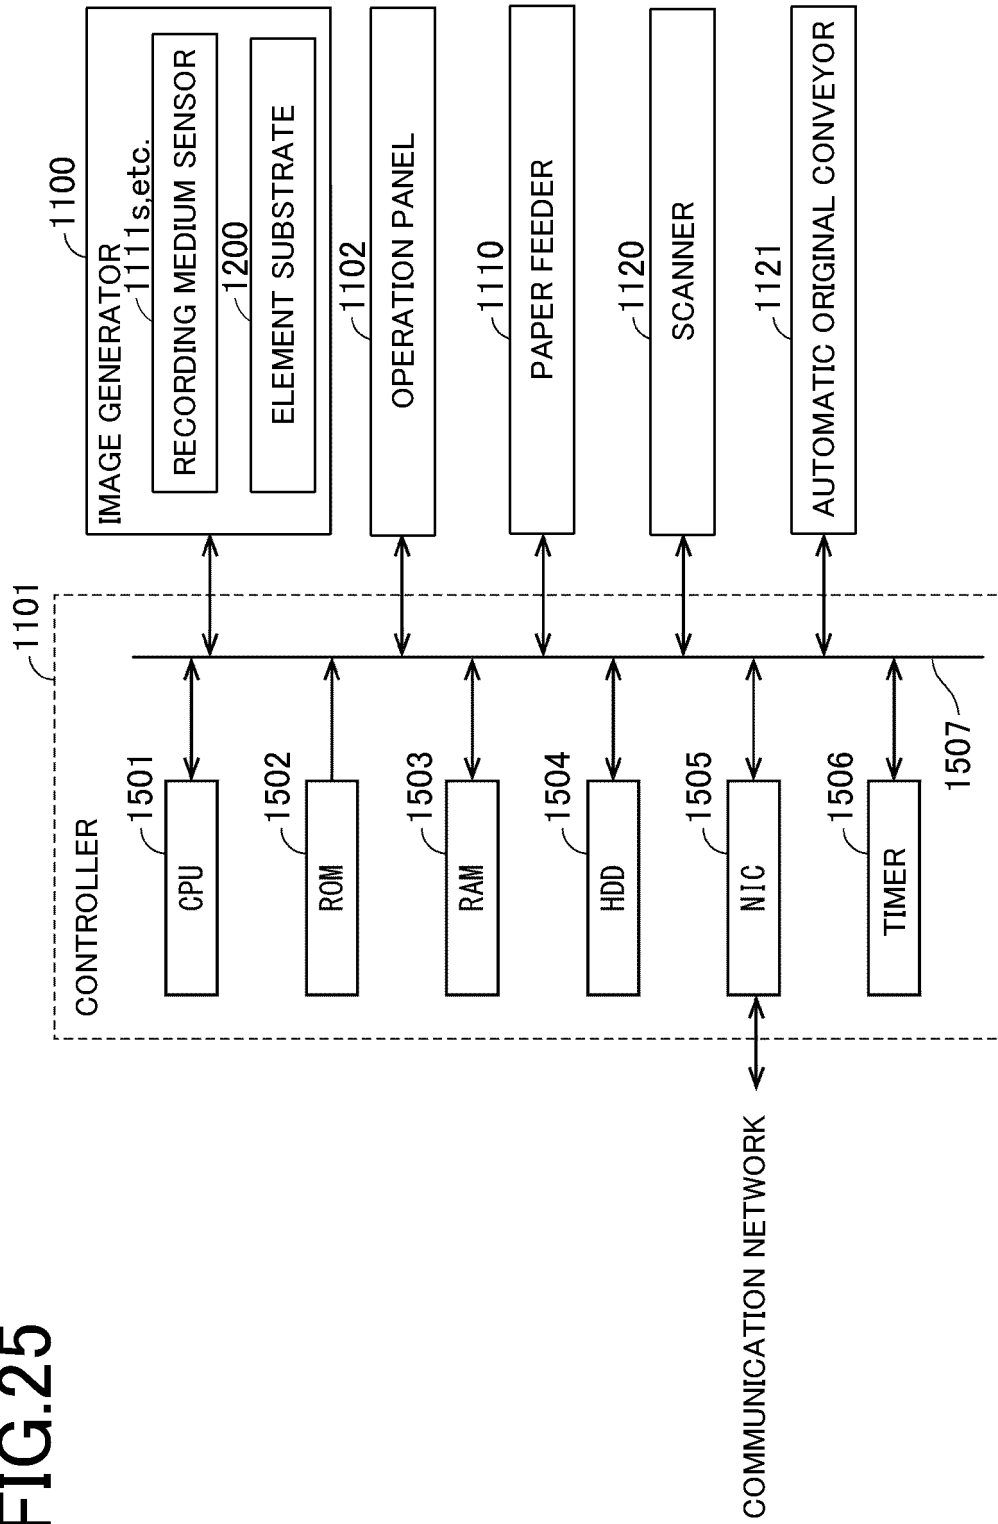 FIG.25
1101
CONTROLLER
1501
CPU
1502
ROM
1503
RAM
1504
HDD
1505
NIC
1506
TIMER
1507
COMMUNICATION NETWORK
1100
IMAGE GENERATOR
1111s,etc.
RECORDING MEDIUM SENSOR
1200
ELEMENT SUBSTRATE
1102
OPERATION PANEL
1110
PAPER FEEDER
1120
SCANNER
1121
AUTOMATIC ORIGINAL CONVEYOR